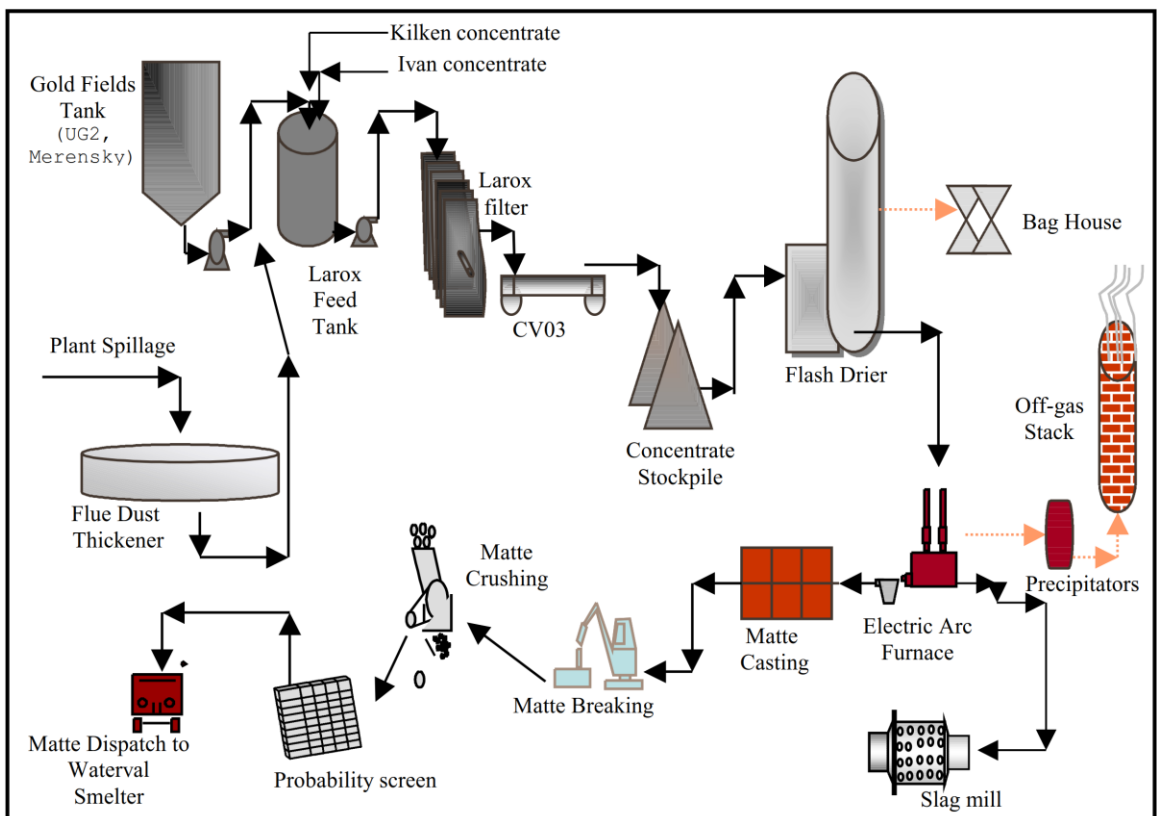 Kilken concentrate
Ivan concentrate
Gold Fields
Tank
(UG2,
Merensky)
Larox
filter
Bag House
Larox
Feed
Tank
CV03
Plant Spillage
Flash Drier
Off-gas
Stack
Concentrate
Stockpile
Flue Dust
Thickener
Matte
Crushing
Precipitators
Electric Arc
Furnace
Matte
Casting
Matte Breaking
Matte Dispatch to
Waterval
Smelter
Probability screen
Slag mill